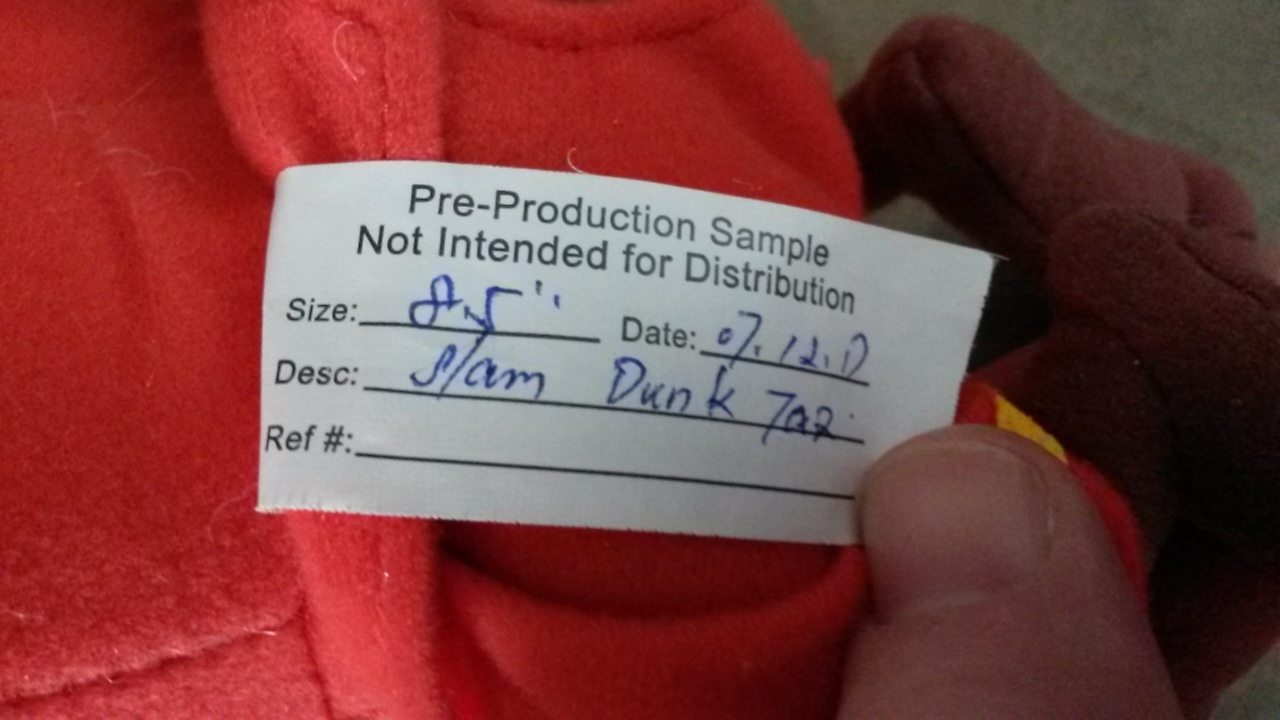 Pre-Production Sample
Not Intended for Distribution
Size: 8.5" Date: 07.12.17
Desc: Slam Dunk Taz
Ref #: